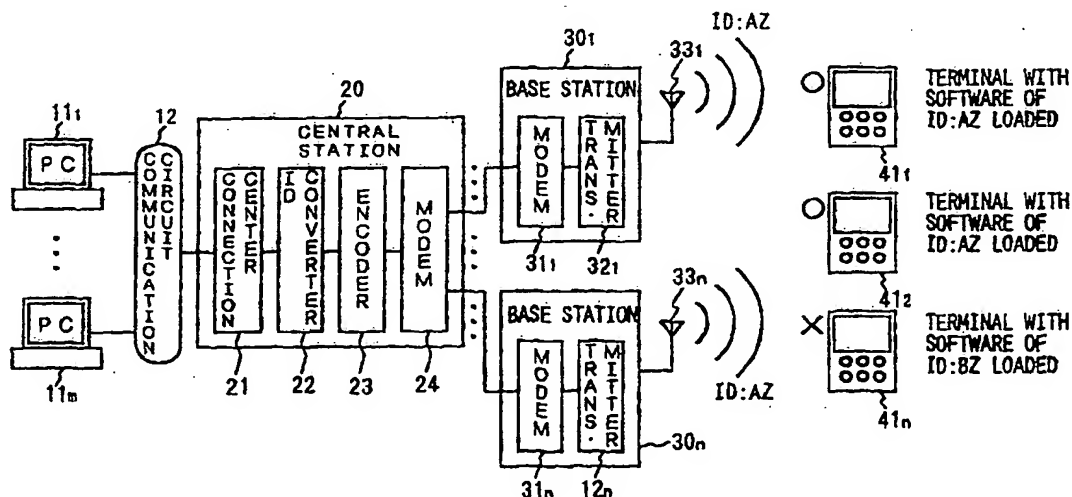 ID:AZ
30₁
33₁
BASE STATION
MODEM
TRANS.
MITTER
31₁
32₁
TERMINAL WITH
SOFTWARE OF
ID:AZ LOADED
41₁
11₁
PC
12
COMMUNICATION
CIRCUIT
20
CENTRAL
STATION
CONNECTION
CENTER
ID
CONVERTER
ENCODER
MODEM
21
22
23
24
PC
11m
TERMINAL WITH
SOFTWARE OF
ID:AZ LOADED
41₂
33n
BASE STATION
MODEM
TRANS.
MITTER
ID:AZ
30n
31n
12n
TERMINAL WITH
SOFTWARE OF
ID:BZ LOADED
41n